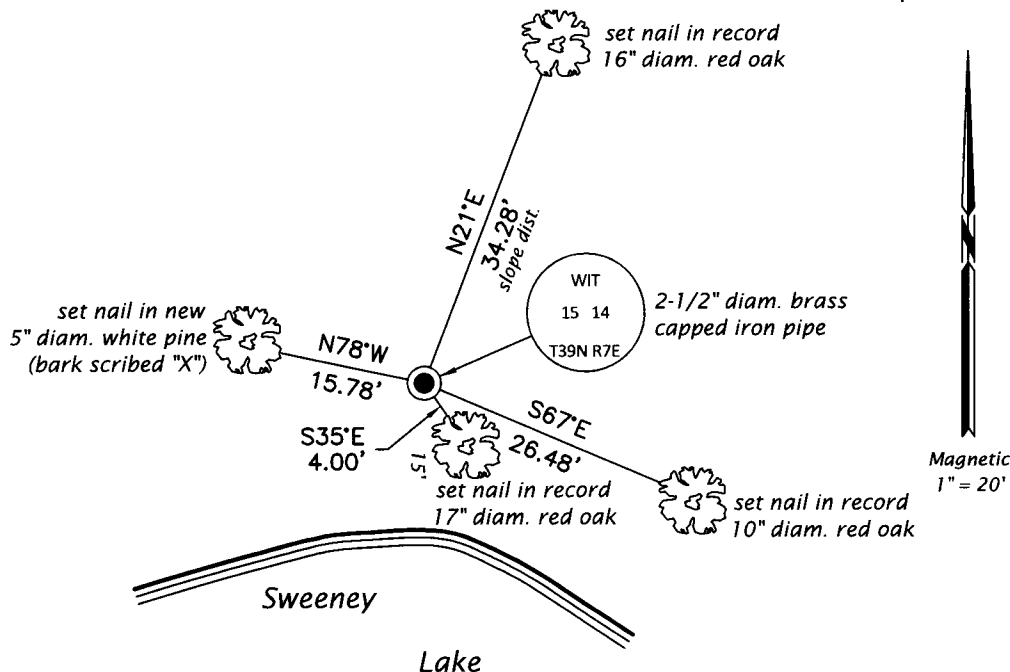 set nail in record
16" diam. red oak
N21°E
34.28'
slope dist.
WIT
15 14
T39N R7E
2-1/2" diam. brass
capped iron pipe
N
set nail in new
5" diam. white pine
(bark scribed "X")
N78°W
15.78'
S67°E
26.48'
S35°E
4.00'
15'
set nail in record
17" diam. red oak
set nail in record
10" diam. red oak
Magnetic
1" = 20'
Sweeney
Lake